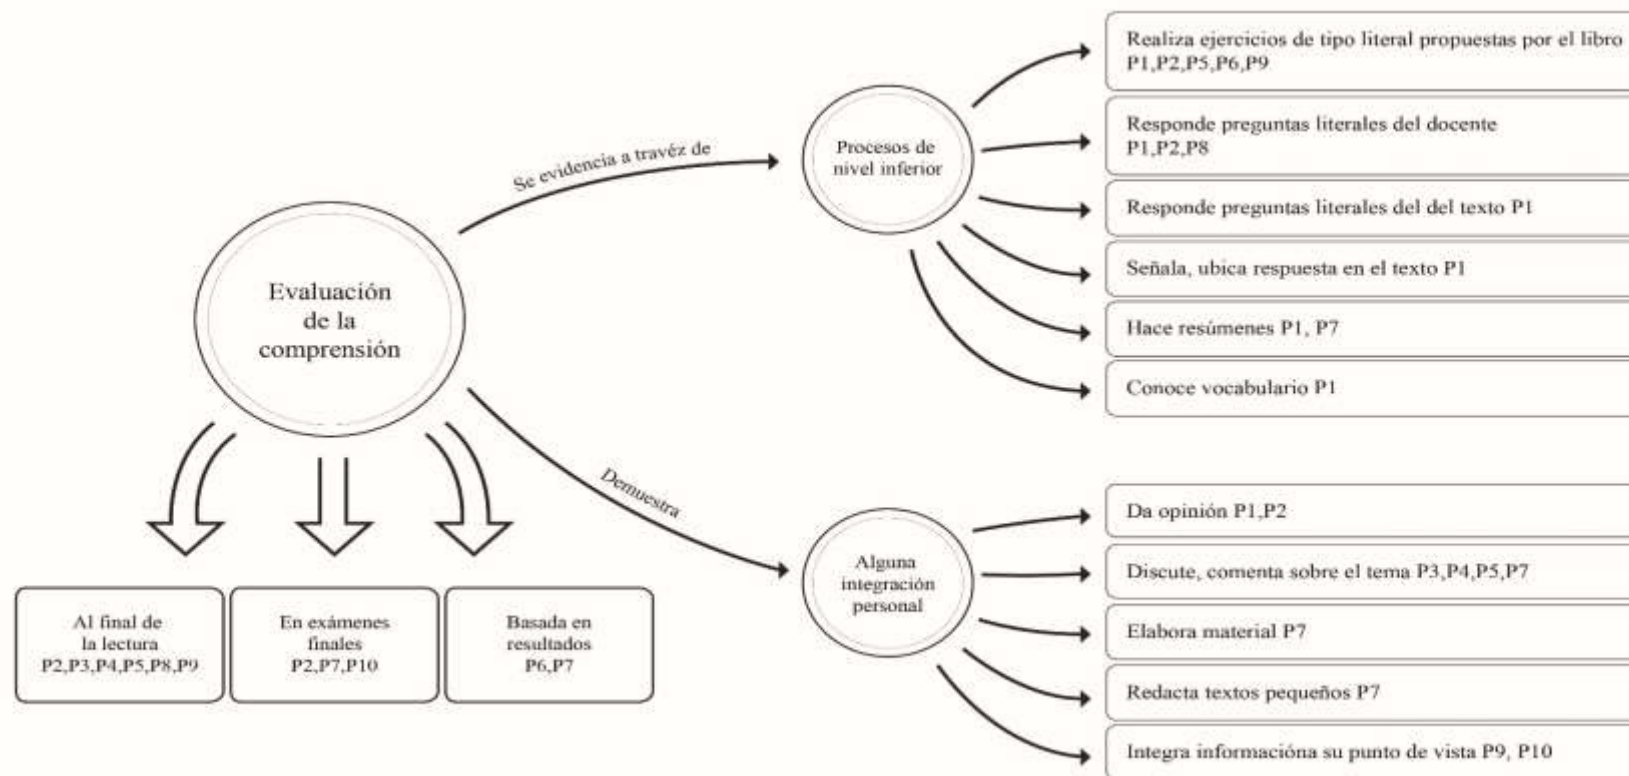 Evaluación
de la
comprensión
Se evidencia a travéz de
Procesos de
nivel inferior
Realiza ejercicios de tipo literal propuestas por el libro
P1,P2,P5,P6,P9
Responde preguntas literales del docente
P1,P2,P8
Responde preguntas literales del del texto P1
Señala, ubica respuesta en el texto P1
Hace resúmenes P1, P7
Conoce vocabulario P1
Demuestra
Alguna
integración
personal
Da opinión P1,P2
Discute, comenta sobre el tema P3,P4,P5,P7
Elabora material P7
Redacta textos pequeños P7
Integra informacióna su punto de vista P9, P10
Al final de
la lectura
P2,P3,P4,P5,P8,P9
En exámenes
finales
P2,P7,P10
Basada en
resultados
P6,P7